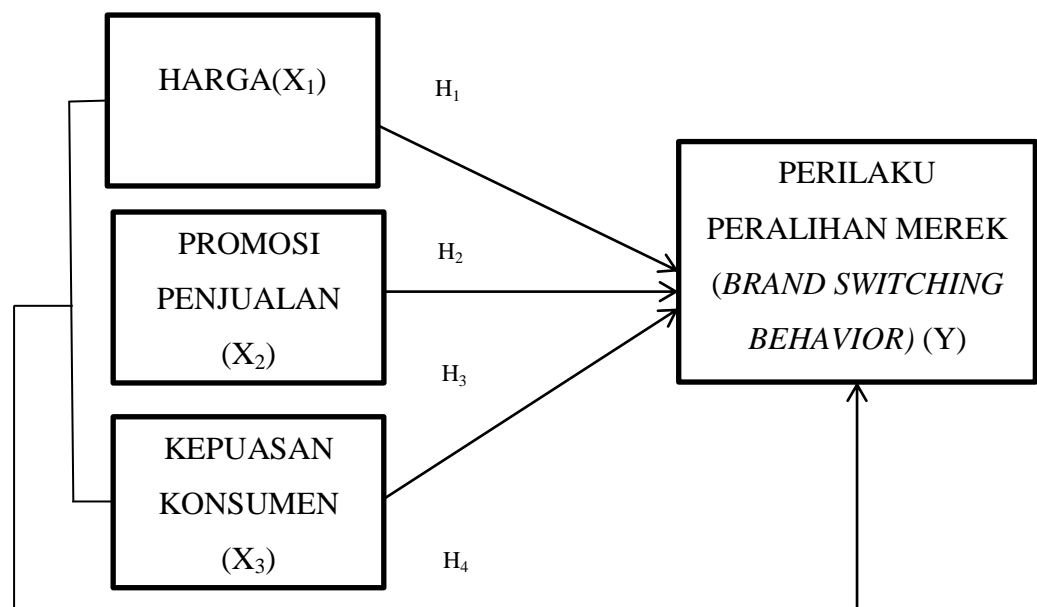 HARGA(X₁)
H₁
PROMOSI
PENJUALAN
(X₂)
H₂
PERILAKU
PERALIHAN MEREK
(BRAND SWITCHING
BEHAVIOR) (Y)
H₃
KEPUASAN
KONSUMEN
(X₃)
H₄